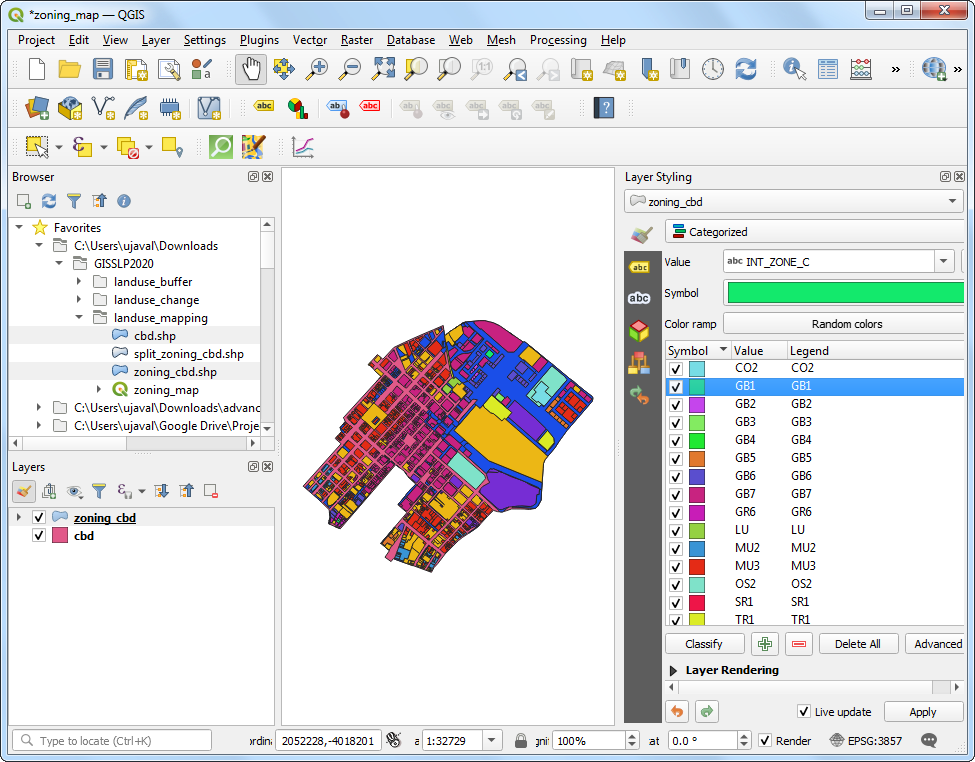 *zoning_map — QGIS
Project Edit View Layer Settings Plugins Vector Raster Database Web Mesh Processing Help
Browser
Favorites
C:\Users\ujaval\Downloads
GISSLP2020
landuse_buffer
landuse_change
landuse_mapping
cbd.shp
split_zoning_cbd.shp
zoning_cbd.shp
zoning_map
C:\Users\ujaval\Downloads\advanc
C:\Users\ujaval\Google Drive\Proje
Layers
zoning_cbd
cbd
Layer Styling
zoning_cbd
Categorized
Value abc INT_ZONE_C
Symbol
Color ramp Random colors
Symbol Value Legend
CO2 CO2
GB1 GB1
GB2 GB2
GB3 GB3
GB4 GB4
GB5 GB5
GB6 GB6
GB7 GB7
GR6 GR6
LU LU
MU2 MU2
MU3 MU3
OS2 OS2
SR1 SR1
TR1 TR1
Classify Delete All Advanced
Layer Rendering
Live update Apply
Type to locate (Ctrl+K) ordina 2052228,-4018201 a 1:32729 gni 100% at 0.0 ° Render EPSG:3857